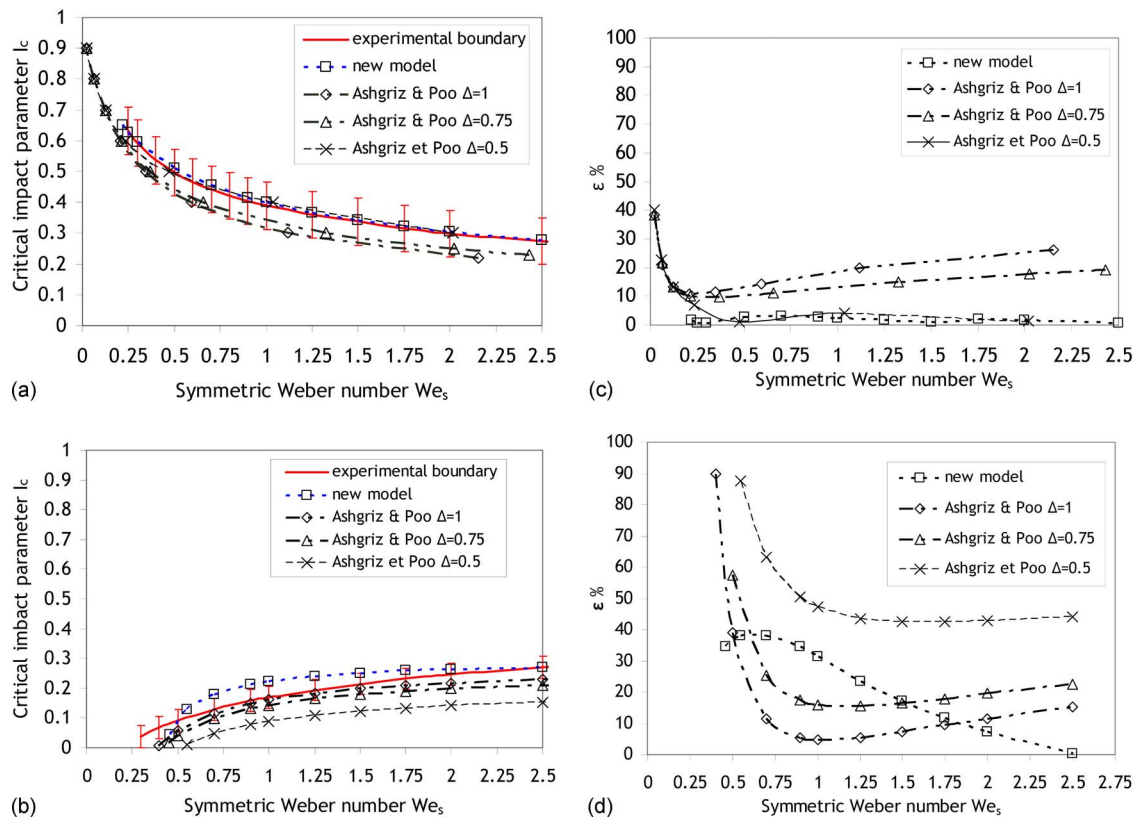 Critical impact parameter Ic
1
0.9
0.8
0.7
0.6
0.5
0.4
0.3
0.2
0.1
0
experimental boundary
new model
Ashgriz & Poo Δ=1
Ashgriz & Poo Δ=0.75
Ashgriz et Poo Δ=0.5
0 0.25 0.5 0.75 1 1.25 1.5 1.75 2 2.25 2.5
Symmetric Weber number Wes
(a)
ε %
100
90
80
70
60
50
40
30
20
10
0
new model
Ashgriz & Poo Δ=1
Ashgriz & Poo Δ=0.75
Ashgriz et Poo Δ=0.5
0 0.25 0.5 0.75 1 1.25 1.5 1.75 2 2.25 2.5
Symmetric Weber number Wes
(c)
Critical imbact parameter Ic
1
0.9
0.8
0.7
0.6
0.5
0.4
0.3
0.2
0.1
0
experimental boundary
new model
Ashgriz & Poo Δ=1
Ashgriz & Poo Δ=0.75
Ashgriz et Poo Δ=0.5
0 0.25 0.5 0.75 1 1.25 1.5 1.75 2 2.25 2.5
Symmetric Weber number Wes
(b)
ε %
100
90
80
70
60
50
40
30
20
10
0
new model
Ashgriz & Poo Δ=1
Ashgriz & Poo Δ=0.75
Ashgriz et Poo Δ=0.5
0 0.25 0.5 0.75 1 1.25 1.5 1.75 2 2.25 2.5 2.75
Symmetric Weber number Wes
(d)